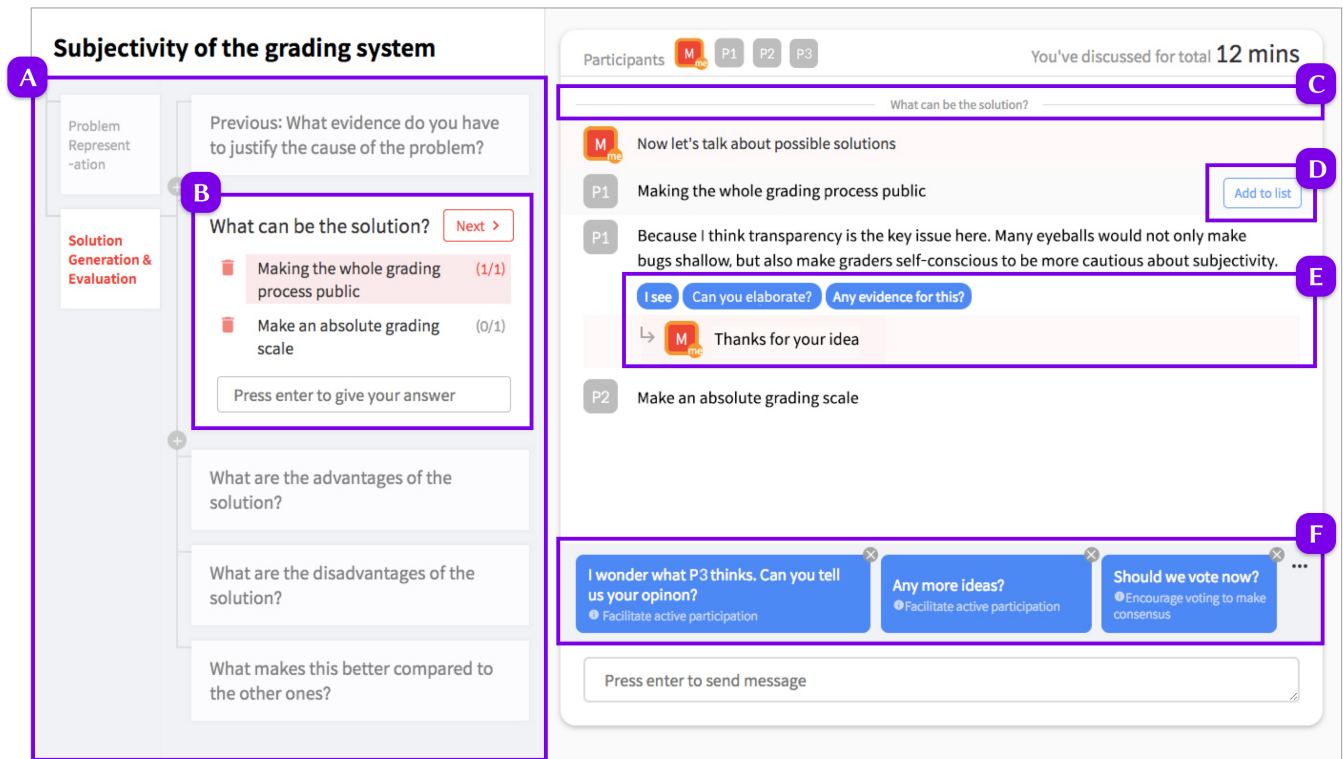 Subjectivity of the grading system
A
Problem
Represent
-ation
Solution
Generation &
Evaluation
Previous: What evidence do you have
to justify the cause of the problem?
B
What can be the solution?
Next >
Making the whole grading
process public
(1/1)
Make an absolute grading
scale
(0/1)
Press enter to give your answer
What are the advantages of the
solution?
What are the disadvantages of the
solution?
What makes this better compared to
the other ones?
Participants
M
me
P1
P2
P3
You've discussed for total 12 mins
C
What can be the solution?
M
me
Now let's talk about possible solutions
P1
Making the whole grading process public
D
Add to list
P1
Because I think transparency is the key issue here. Many eyeballs would not only make
bugs shallow, but also make graders self-conscious to be more cautious about subjectivity.
E
I see
Can you elaborate?
Any evidence for this?
M
me
Thanks for your idea
P2
Make an absolute grading scale
F
I wonder what P3 thinks. Can you tell
us your opinon?
Facilitate active participation
Any more ideas?
Facilitate active participation
Should we vote now?
Encourage voting to make
consensus
Press enter to send message